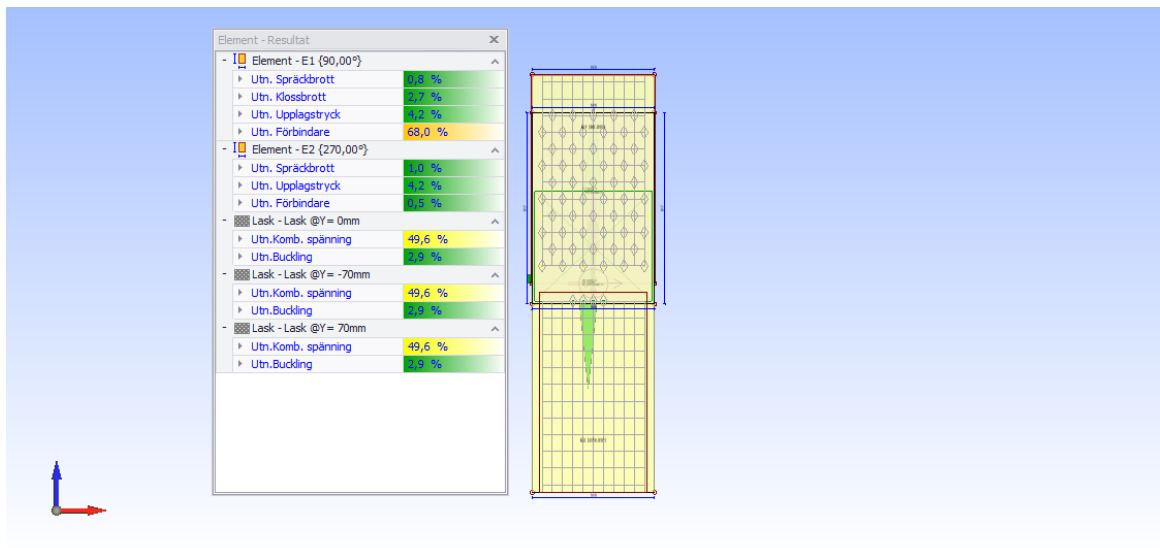 Element - Resultat
Element - E1 {90,00°}
Utn. Spräckbrott 0,8 %
Utn. Klossbrott 2,7 %
Utn. Upplagstryck 4,2 %
Utn. Förbindare 68,0 %
Element - E2 {270,00°}
Utn. Spräckbrott 1,0 %
Utn. Upplagstryck 4,2 %
Utn. Förbindare 0,5 %
Lask - Lask @Y= 0mm
Utn.Komb. spänning 49,6 %
Utn.Buckling 2,9 %
Lask - Lask @Y= -70mm
Utn.Komb. spänning 49,6 %
Utn.Buckling 2,9 %
Lask - Lask @Y= 70mm
Utn.Komb. spänning 49,6 %
Utn.Buckling 2,9 %